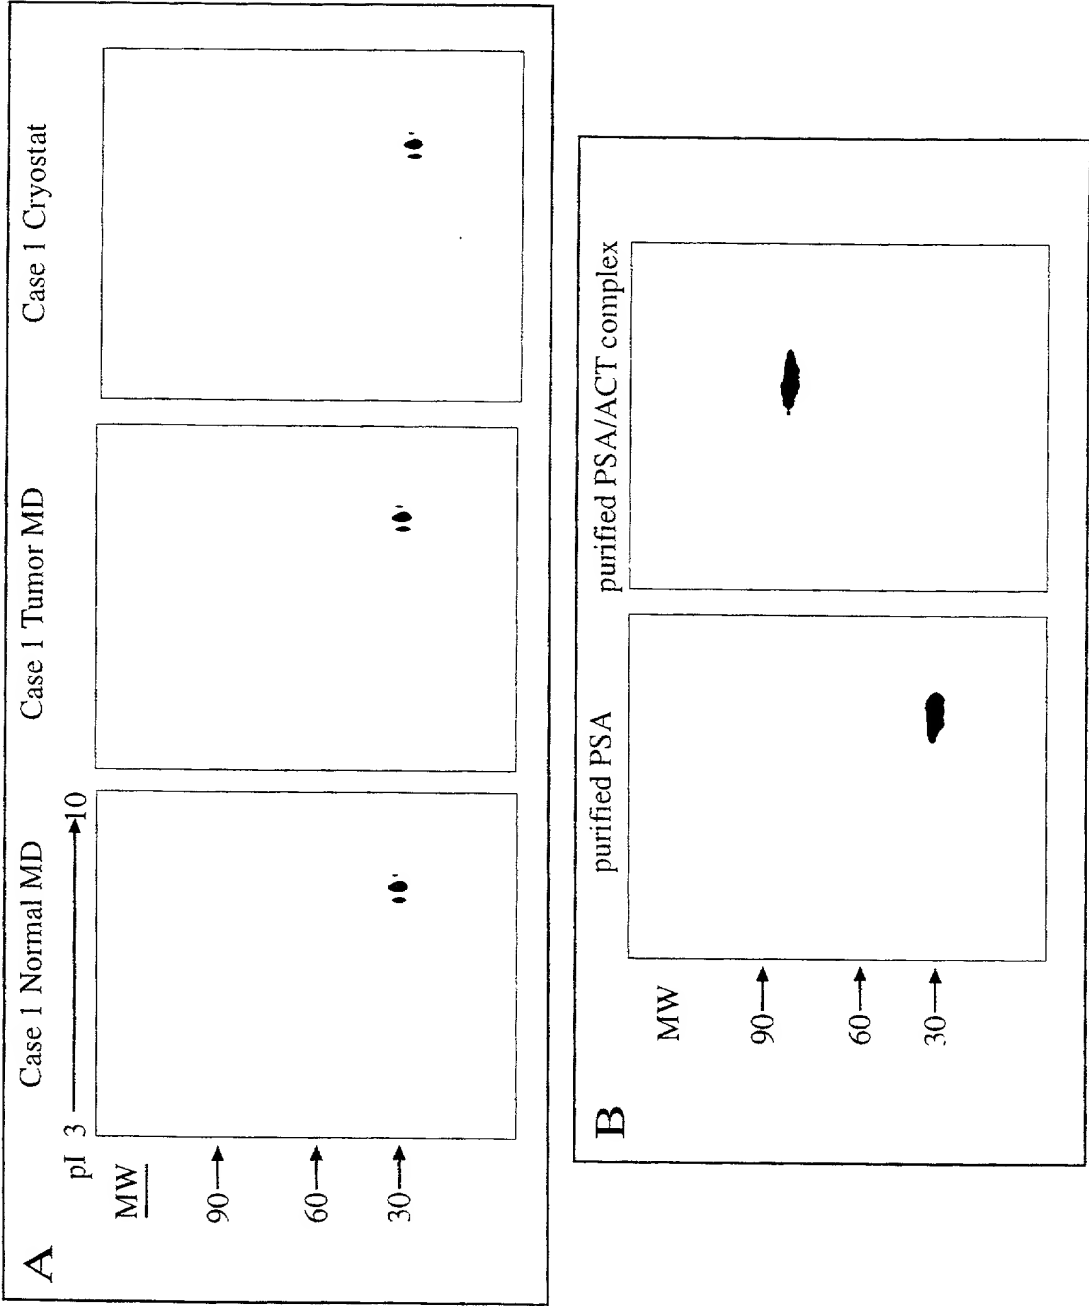 A
Case 1 Normal MD
Case 1 Tumor MD
Case 1 Cryostat
pI 3 10
MW
90
60
30
B
purified PSA
purified PSA/ACT complex
MW
90
60
30